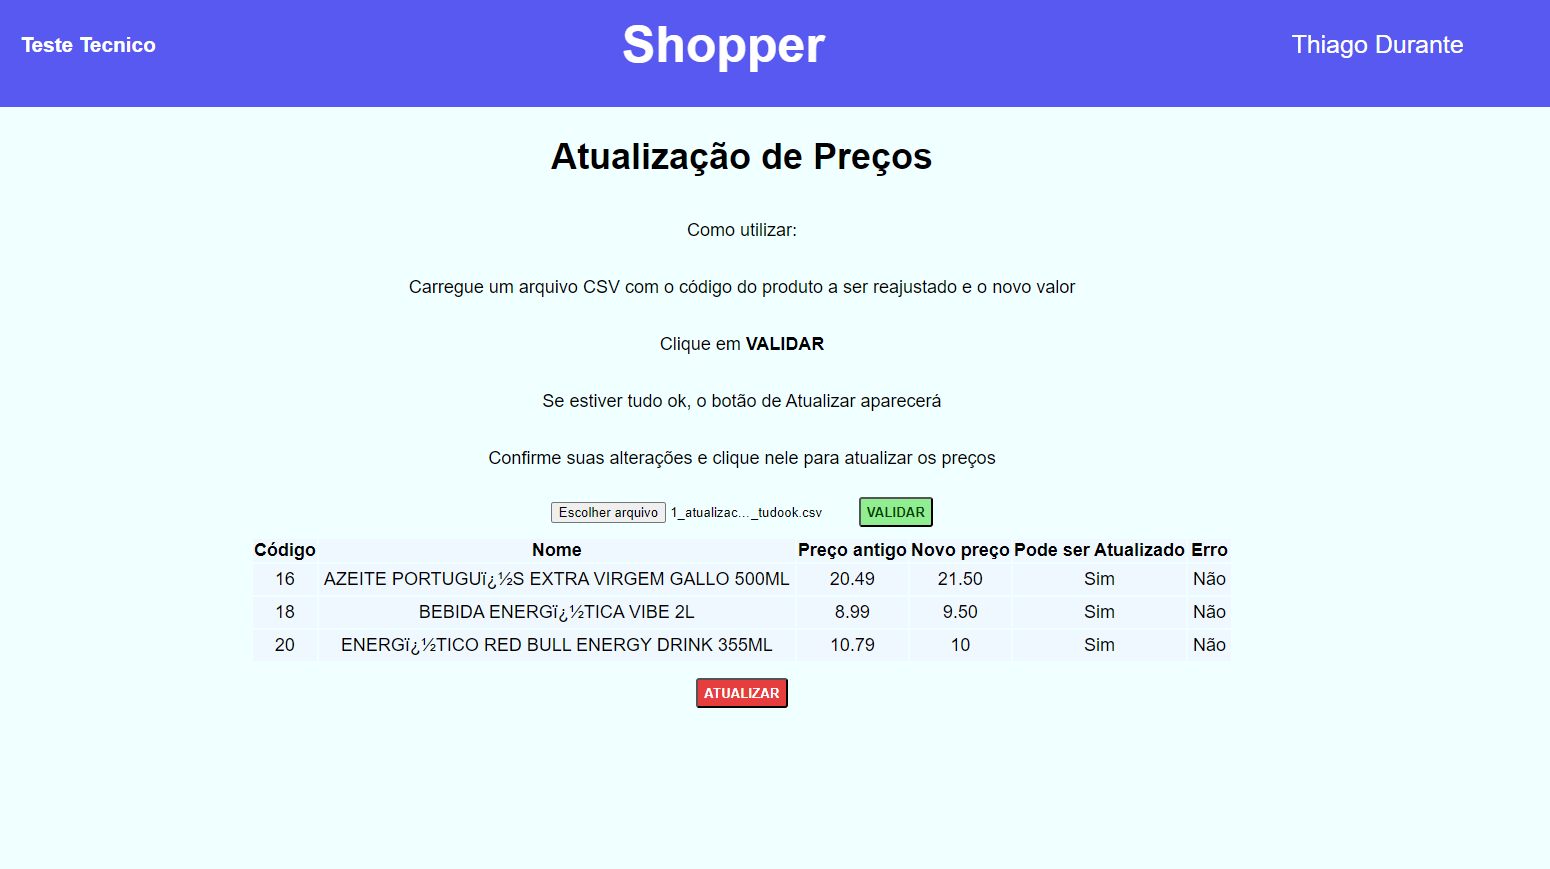 Teste Tecnico Shopper Thiago Durante
Atualização de Preços
Como utilizar:
Carregue um arquivo CSV com o código do produto a ser reajustado e o novo valor
Clique em VALIDAR
Se estiver tudo ok, o botão de Atualizar aparecerá
Confirme suas alterações e clique nele para atualizar os preços
Escolher arquivo 1_atualizac..._tudook.csv VALIDAR
Código Nome Preço antigo Novo preço Pode ser Atualizado Erro
16 AZEITE PORTUGUï¿½S EXTRA VIRGEM GALLO 500ML 20.49 21.50 Sim Não
18 BEBIDA ENERGï¿½TICA VIBE 2L 8.99 9.50 Sim Não
20 ENERGï¿½TICO RED BULL ENERGY DRINK 355ML 10.79 10 Sim Não
ATUALIZAR